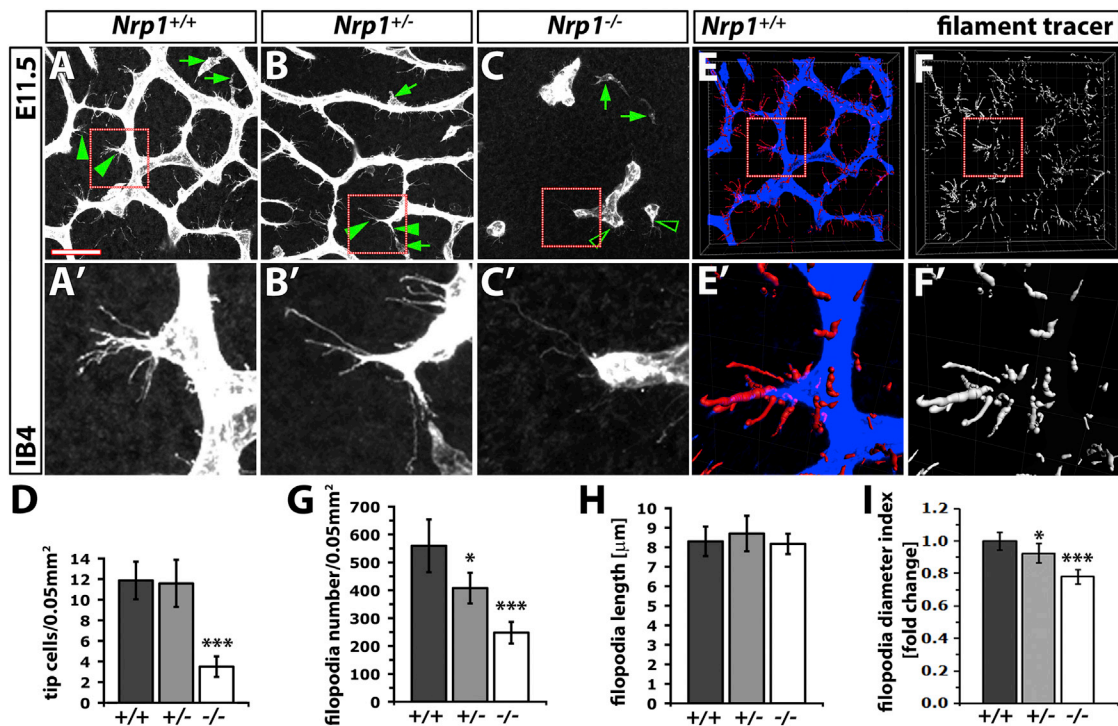 Nrp1+/+ Nrp1+/- Nrp1-/- Nrp1+/+ filament tracer
E11.5
A B C E F
IB4
A' B' C' E' F'
D
tip cells/0.05mm²
14
12
10
8
6
4
2
0
***
+/+ +/- -/-
G
filopodia number/0.05mm²
700
600
500
400
300
200
100
0
*
***
+/+ +/- -/-
H
filopodia length [μm]
10
9
8
7
6
5
4
3
2
1
0
+/+ +/- -/-
I
filopodia diameter index
[fold change]
1.2
1.0
0.8
0.6
0.4
0.2
0.0
*
***
+/+ +/- -/-